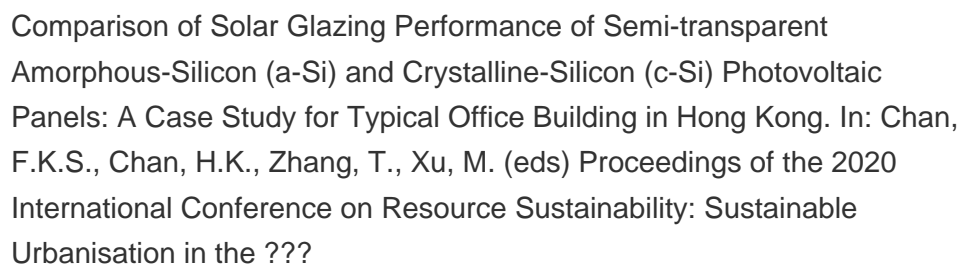 Comparison of Solar Glazing Performance of Semi-transparent
Amorphous-Silicon (a-Si) and Crystalline-Silicon (c-Si) Photovoltaic
Panels: A Case Study for Typical Office Building in Hong Kong. In: Chan,
F.K.S., Chan, H.K., Zhang, T., Xu, M. (eds) Proceedings of the 2020
International Conference on Resource Sustainability: Sustainable
Urbanisation in the ???